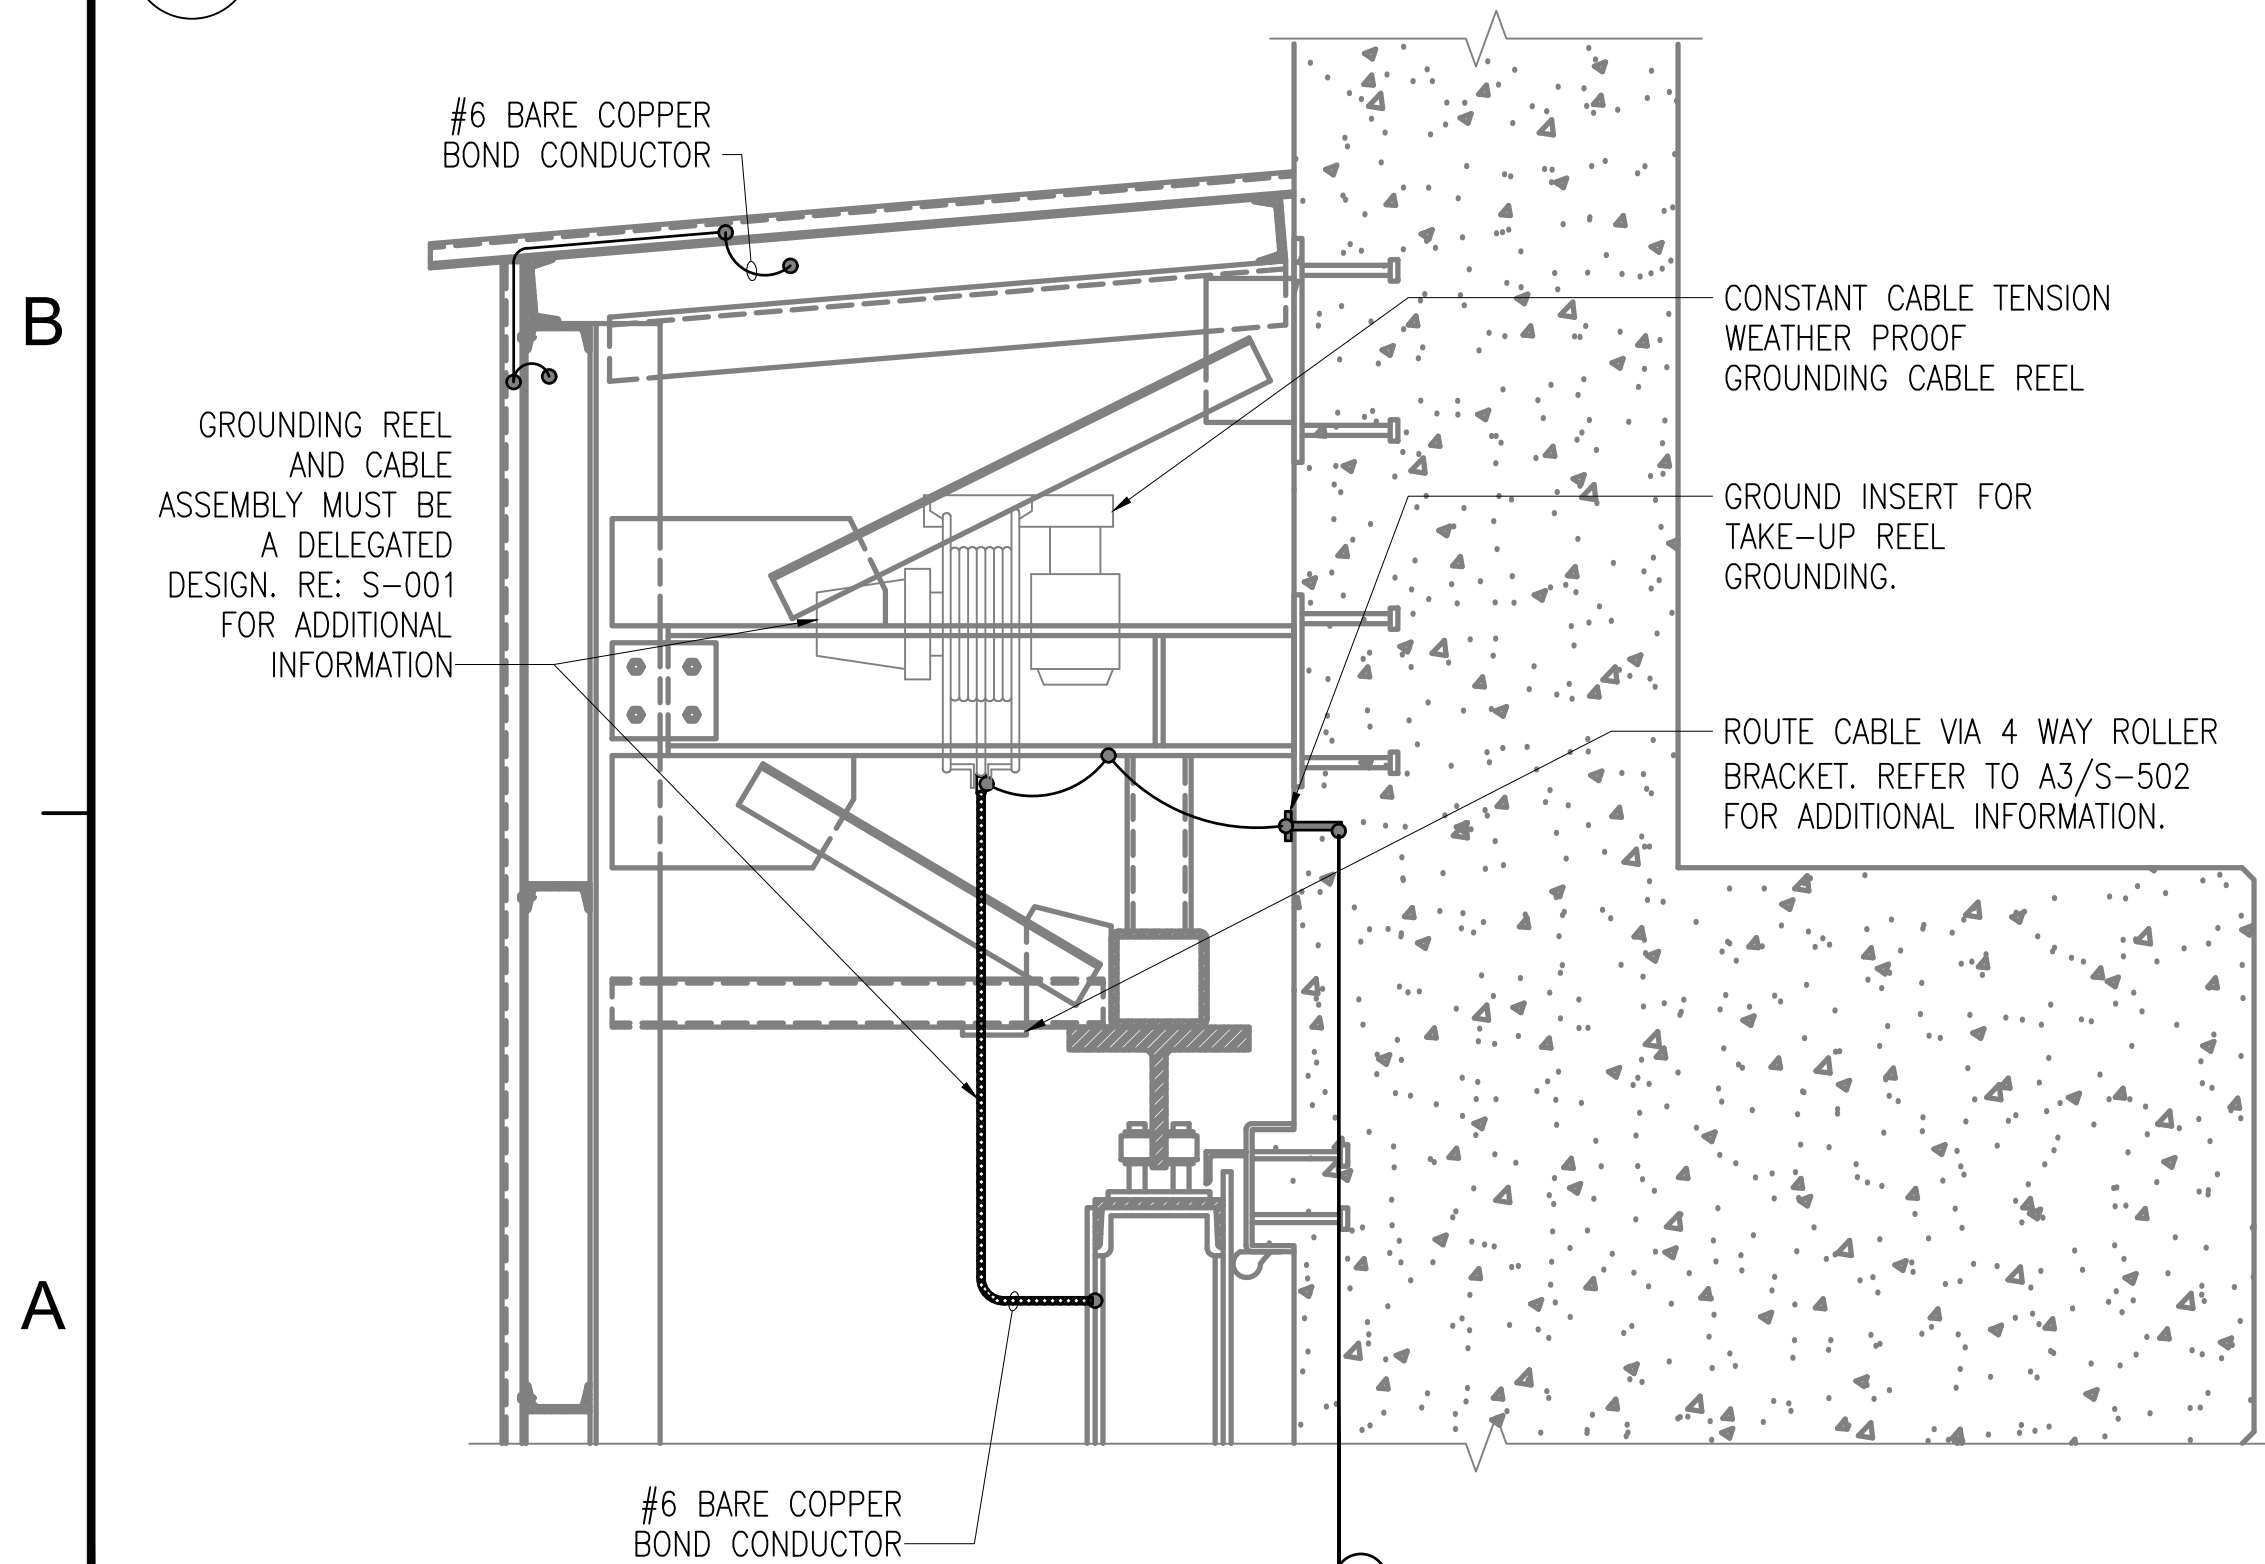 #6 BARE COPPER
BOND CONDUCTOR
B
CONSTANT CABLE TENSION
WEATHER PROOF
GROUNDING CABLE REEL
GROUNDING REEL
AND CABLE
ASSEMBLY MUST BE
A DELEGATED
DESIGN. RE: S-001
FOR ADDITIONAL
INFORMATION
GROUND INSERT FOR
TAKE-UP REEL
GROUNDING.
ROUTE CABLE VIA 4 WAY ROLLER
BRACKET. REFER TO A3/S-502
FOR ADDITIONAL INFORMATION.
A
#6 BARE COPPER
BOND CONDUCTOR